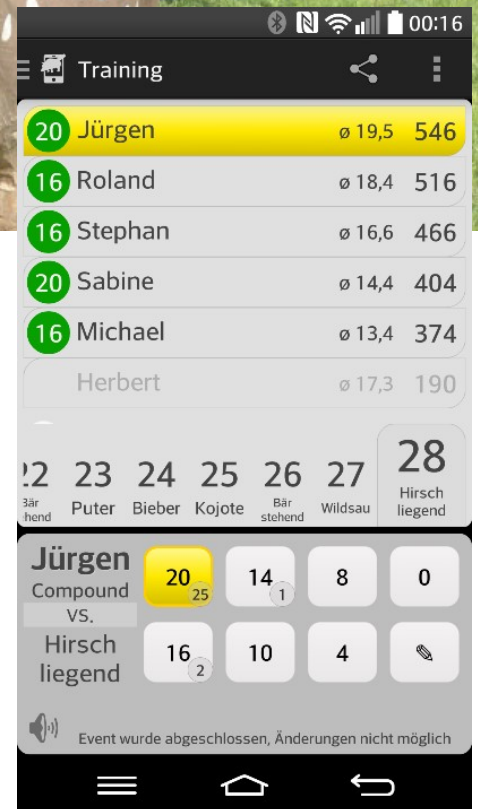 00:16
Training
20 Jürgen ø 19,5 546
16 Roland ø 18,4 516
16 Stephan ø 16,6 466
20 Sabine ø 14,4 404
16 Michael ø 13,4 374
Herbert ø 17,3 190
22 23 24 25 26 27 28
Bär stehend Puter Bieber Kojote Bär stehend Wildsau Hirsch liegend
Jürgen
Compound
vs.
Hirsch
liegend
20 25 14 1 8 0
16 2 10 4
Event wurde abgeschlossen, Änderungen nicht möglich